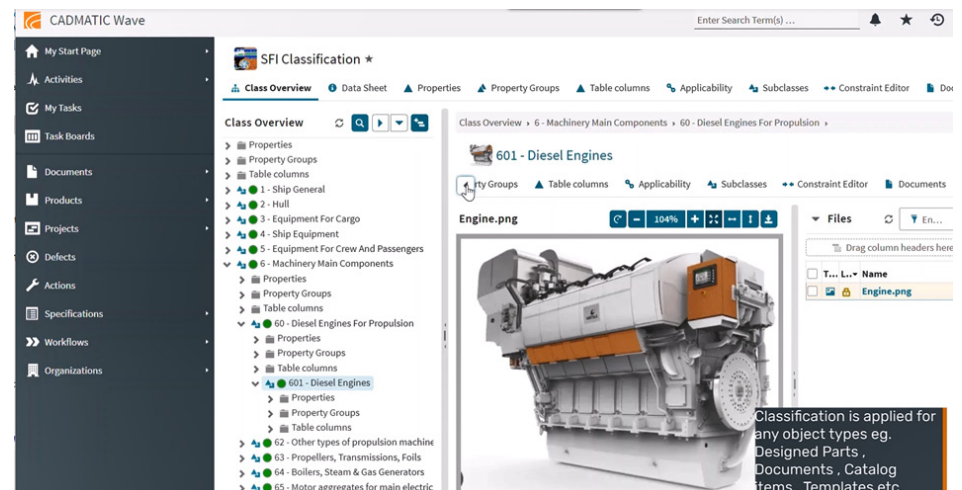 CADMATIC Wave
Enter Search Term(s) ...
My Start Page
Activities
My Tasks
Task Boards
Documents
Products
Projects
Defects
Actions
Specifications
Workflows
Organizations
SFI Classification
Class Overview Data Sheet Properties Property Groups Table columns Applicability Subclasses Constraint Editor Doc
Class Overview
Properties
Property Groups
Table columns
1 - Ship General
2 - Hull
3 - Equipment For Cargo
4 - Ship Equipment
5 - Equipment For Crew And Passengers
6 - Machinery Main Components
Properties
Property Groups
Table columns
60 - Diesel Engines For Propulsion
Properties
Property Groups
Table columns
601 - Diesel Engines
Properties
Property Groups
Table columns
62 - Other types of propulsion machine
63 - Propellers, Transmissions, Foils
64 - Boilers, Steam & Gas Generators
65 - Motor aggregates for main electric
Class Overview › 6 - Machinery Main Components › 60 - Diesel Engines For Propulsion ›
601 - Diesel Engines
rty Groups Table columns Applicability Subclasses Constraint Editor Documents
Engine.png
104%
Files
En...
Drag column headers here
T... L... Name
Engine.png
Classification is applied for
any object types eg.
Designed Parts ,
Documents , Catalog
items , Templates etc